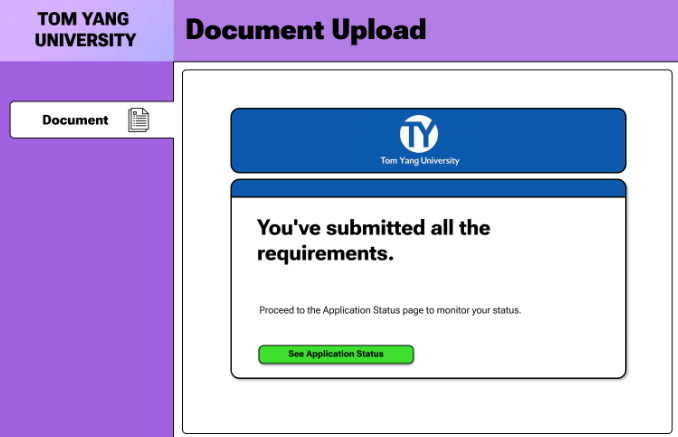 TOM YANG
UNIVERSITY
Document Upload
Document
TY
Tom Yang University
You've submitted all the
requirements.
Proceed to the Application Status page to monitor your status.
See Application Status